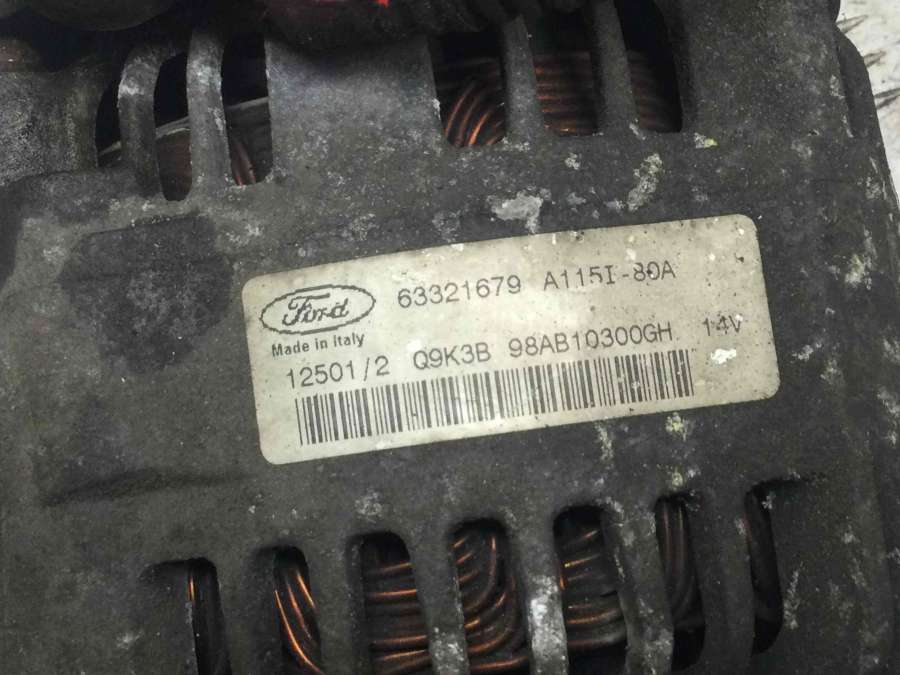 Ford 63321679 A115I-80A
Made in Italy
12501/2 Q9K3B 98AB10300GH 14V